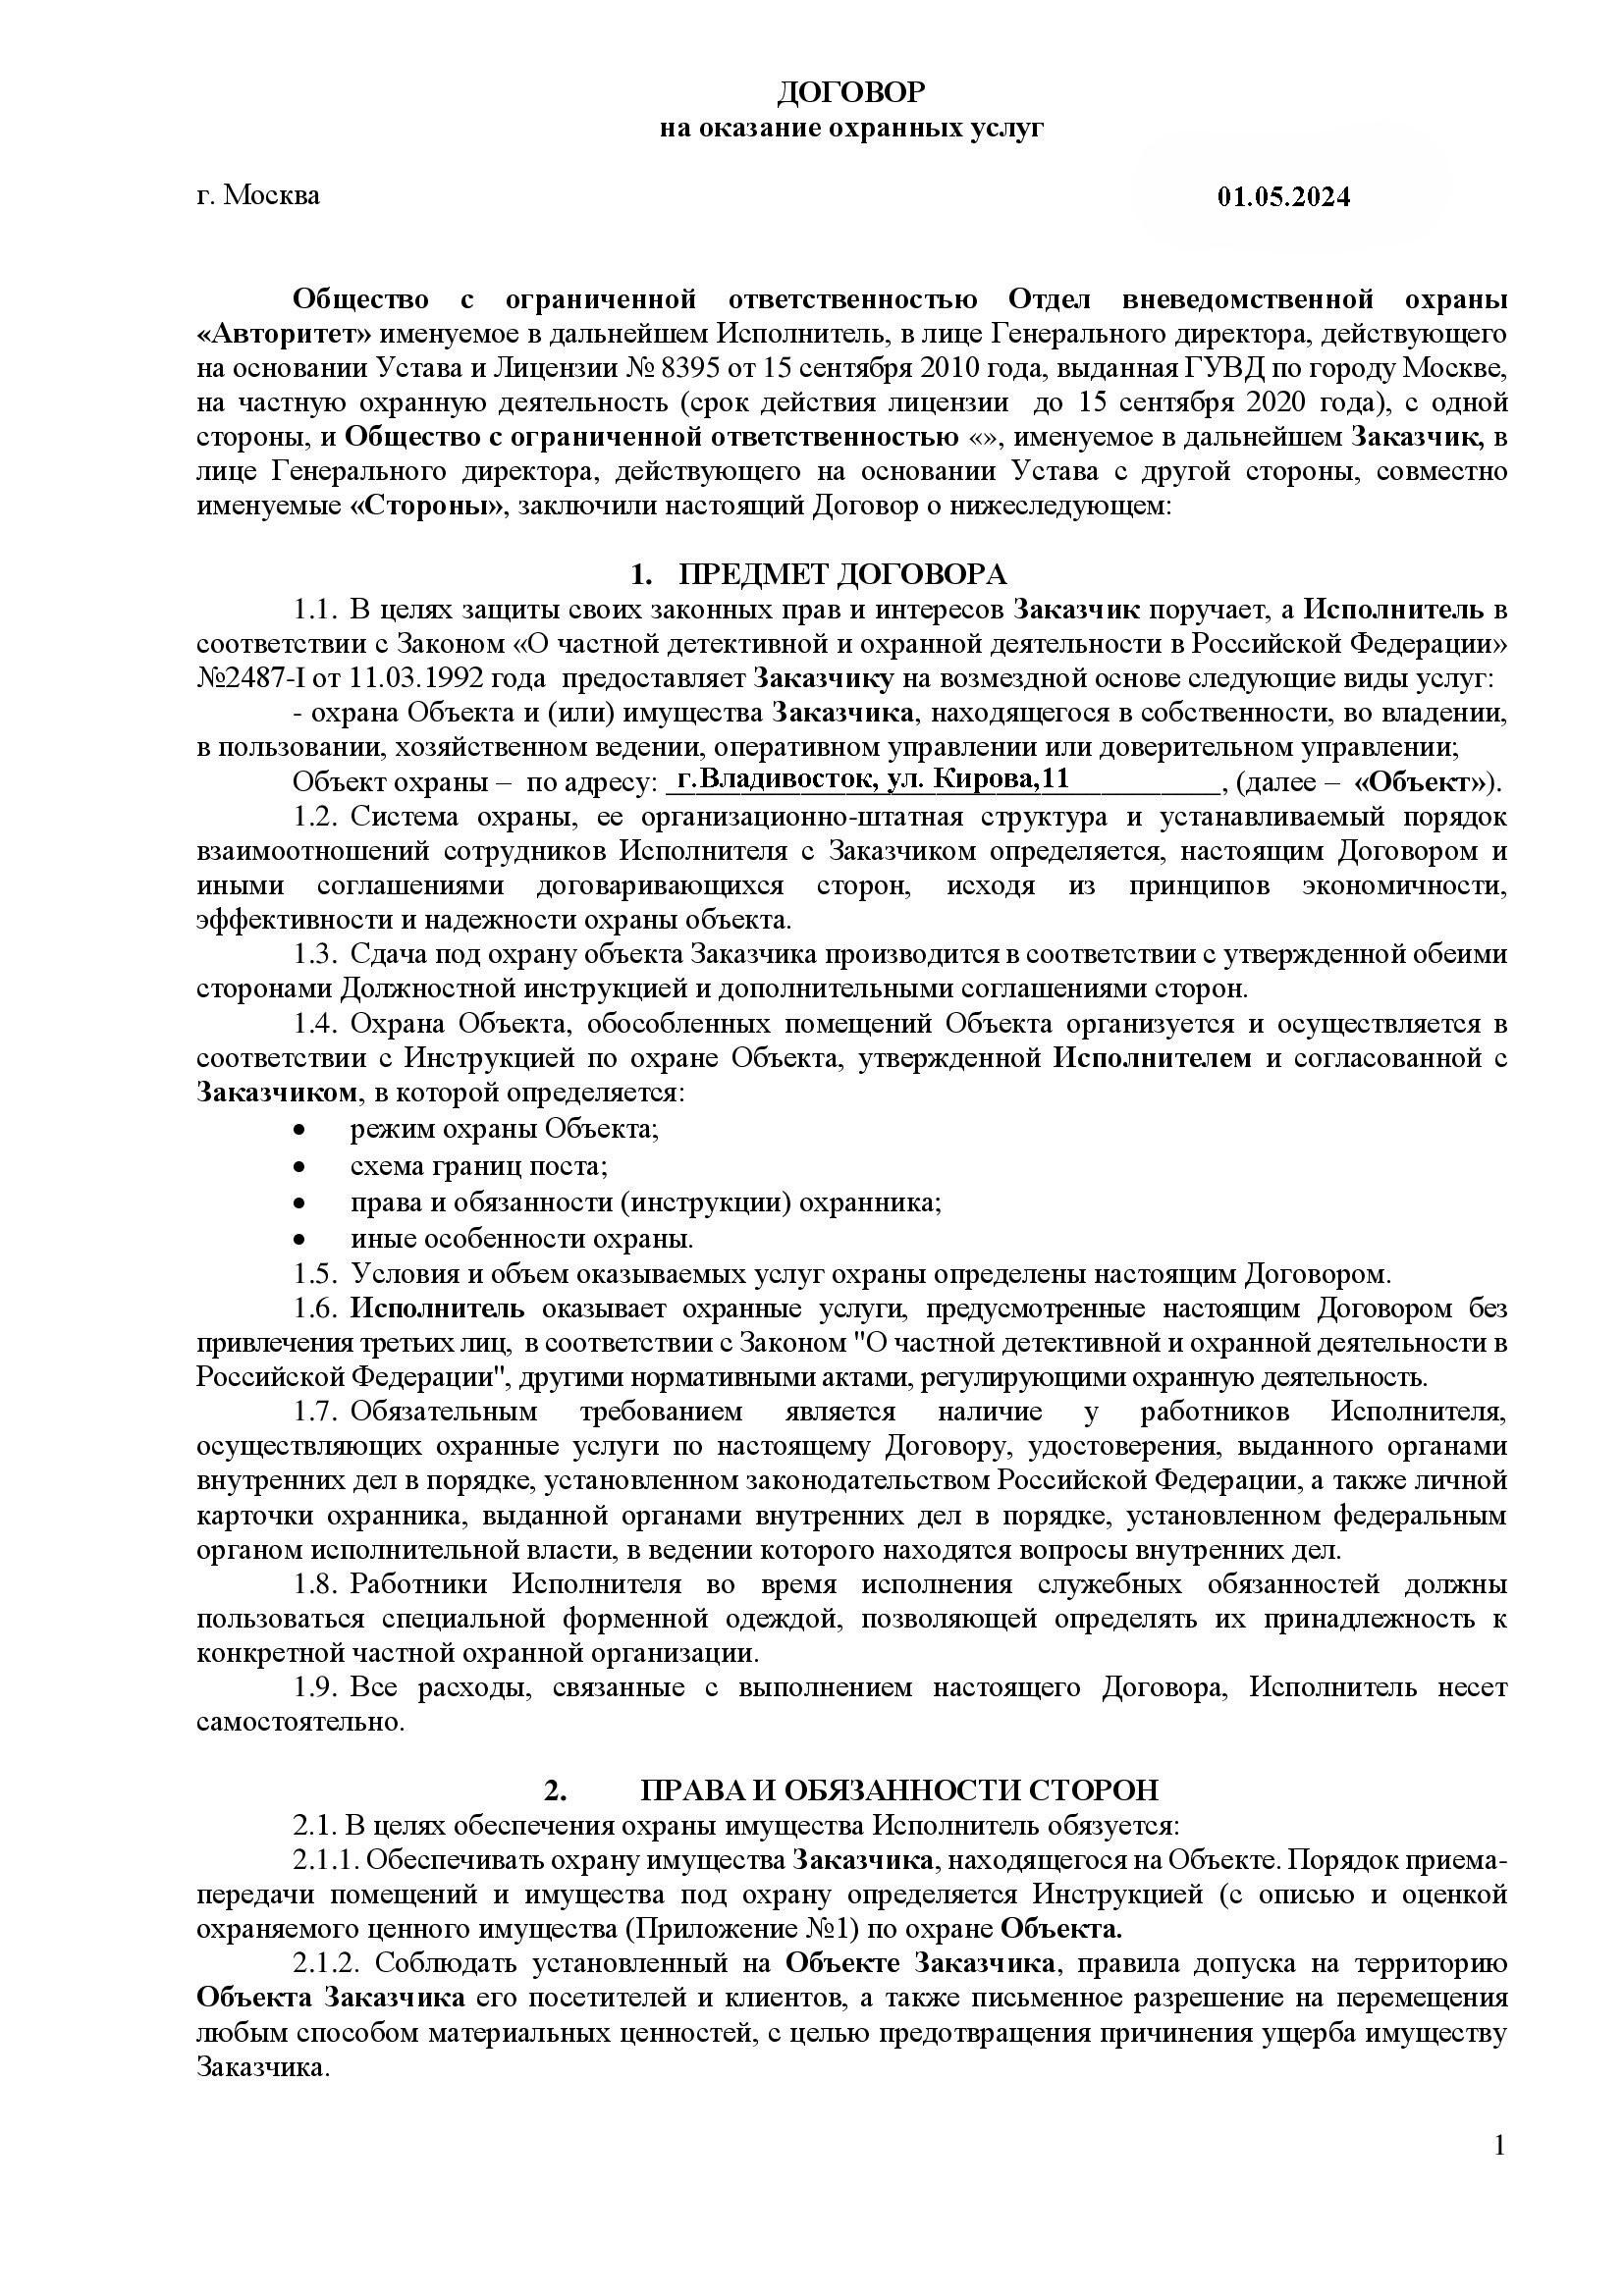 ДОГОВОР
на оказание охранных услуг
г. Москва 01.05.2024
Общество с ограниченной ответственностью Отдел вневедомственной охраны
«Авторитет» именуемое в дальнейшем Исполнитель, в лице Генерального директора, действующего
на основании Устава и Лицензии № 8395 от 15 сентября 2010 года, выданная ГУВД по городу Москве,
на частную охранную деятельность (срок действия лицензии до 15 сентября 2020 года), с одной
стороны, и Общество с ограниченной ответственностью «», именуемое в дальнейшем Заказчик, в
лице Генерального директора, действующего на основании Устава с другой стороны, совместно
именуемые «Стороны», заключили настоящий Договор о нижеследующем:
1. ПРЕДМЕТ ДОГОВОРА
1.1. В целях защиты своих законных прав и интересов Заказчик поручает, а Исполнитель в
соответствии с Законом «О частной детективной и охранной деятельности в Российской Федерации»
№2487-I от 11.03.1992 года предоставляет Заказчику на возмездной основе следующие виды услуг:
- охрана Объекта и (или) имущества Заказчика, находящегося в собственности, во владении,
в пользовании, хозяйственном ведении, оперативном управлении или доверительном управлении;
Объект охраны – по адресу: г.Владивосток, ул. Кирова,11, (далее – «Объект»).
1.2. Система охраны, ее организационно-штатная структура и устанавливаемый порядок
взаимоотношений сотрудников Исполнителя с Заказчиком определяется, настоящим Договором и
иными соглашениями договаривающихся сторон, исходя из принципов экономичности,
эффективности и надежности охраны объекта.
1.3. Сдача под охрану объекта Заказчика производится в соответствии с утвержденной обеими
сторонами Должностной инструкцией и дополнительными соглашениями сторон.
1.4. Охрана Объекта, обособленных помещений Объекта организуется и осуществляется в
соответствии с Инструкцией по охране Объекта, утвержденной Исполнителем и согласованной с
Заказчиком, в которой определяется:
• режим охраны Объекта;
• схема границ поста;
• права и обязанности (инструкции) охранника;
• иные особенности охраны.
1.5. Условия и объем оказываемых услуг охраны определены настоящим Договором.
1.6. Исполнитель оказывает охранные услуги, предусмотренные настоящим Договором без
привлечения третьих лиц, в соответствии с Законом "О частной детективной и охранной деятельности в
Российской Федерации", другими нормативными актами, регулирующими охранную деятельность.
1.7. Обязательным требованием является наличие у работников Исполнителя,
осуществляющих охранные услуги по настоящему Договору, удостоверения, выданного органами
внутренних дел в порядке, установленном законодательством Российской Федерации, а также личной
карточки охранника, выданной органами внутренних дел в порядке, установленном федеральным
органом исполнительной власти, в ведении которого находятся вопросы внутренних дел.
1.8. Работники Исполнителя во время исполнения служебных обязанностей должны
пользоваться специальной форменной одеждой, позволяющей определять их принадлежность к
конкретной частной охранной организации.
1.9. Все расходы, связанные с выполнением настоящего Договора, Исполнитель несет
самостоятельно.
2. ПРАВА И ОБЯЗАННОСТИ СТОРОН
2.1. В целях обеспечения охраны имущества Исполнитель обязуется:
2.1.1. Обеспечивать охрану имущества Заказчика, находящегося на Объекте. Порядок приема-
передачи помещений и имущества под охрану определяется Инструкцией (с описью и оценкой
охраняемого ценного имущества (Приложение №1) по охране Объекта.
2.1.2. Соблюдать установленный на Объекте Заказчика, правила допуска на территорию
Объекта Заказчика его посетителей и клиентов, а также письменное разрешение на перемещения
любым способом материальных ценностей, с целью предотвращения причинения ущерба имуществу
Заказчика.
1